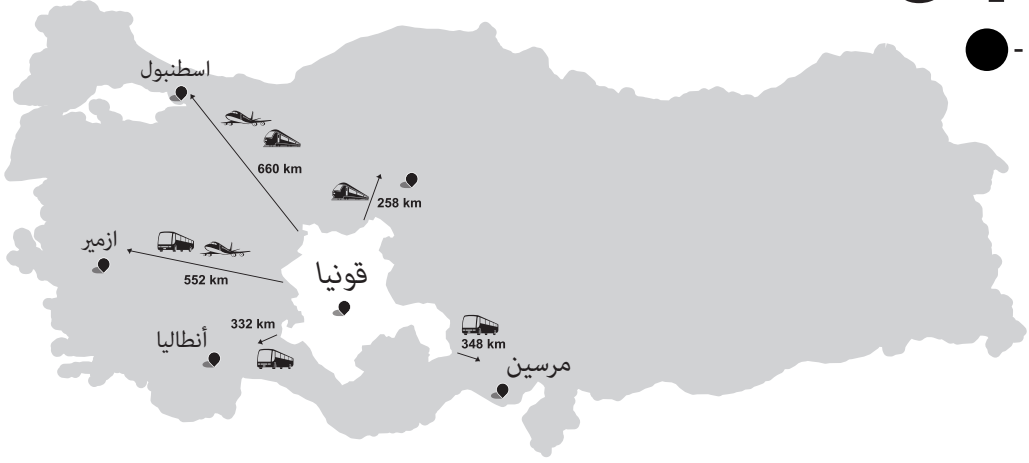 اسطنبول
660 km
258 km
ازمير
552 km
قونيا
332 km
أنطاليا
348 km
مرسين